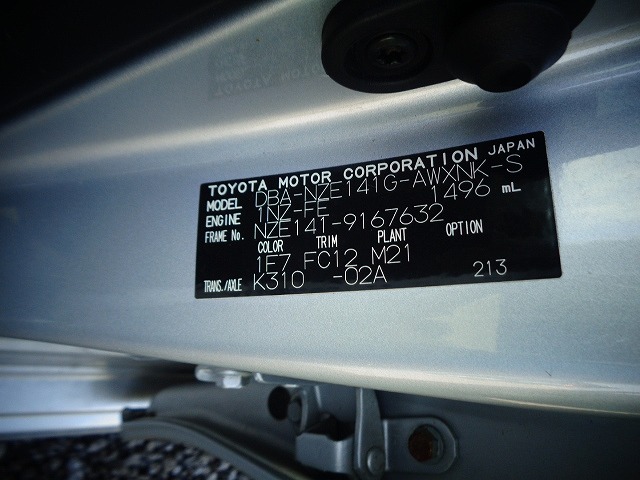 TOYOTA MOTOR CORPORATION JAPAN
MODEL DBA-NZE141G-AWXNK-S
ENGINE 1NZ-FE 1496 mL
FRAME No. NZE141-9167632
COLOR TRIM PLANT OPTION
1E7 FC12 M21
TRANS./AXLE K310 -02A 213